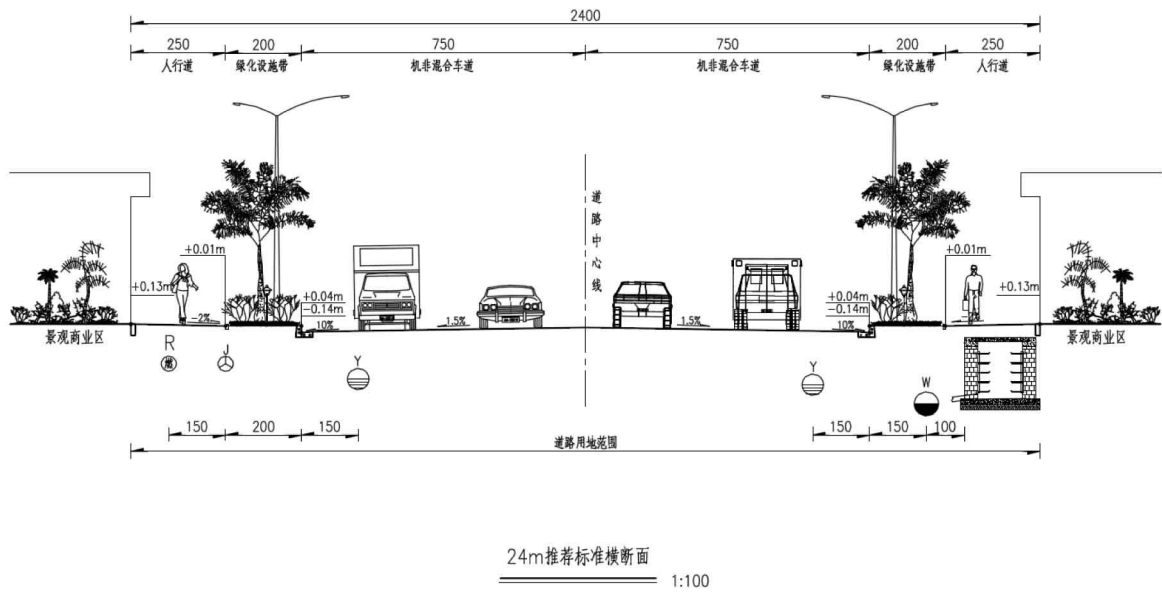 2400
250 200 750 750 200 250
人行道 绿化设施带 机非混合车道 机非混合车道 绿化设施带 人行道
道路中心线
+0.01m +0.01m
+0.13m +0.13m
+0.04m +0.04m
-0.14m -0.14m
-2% 10% 1.5% 1.5% 10%
景观商业区 景观商业区
R J Y Y W
150 200 150 150 150 100
道路用地范围
24m推荐标准横断面
1:100